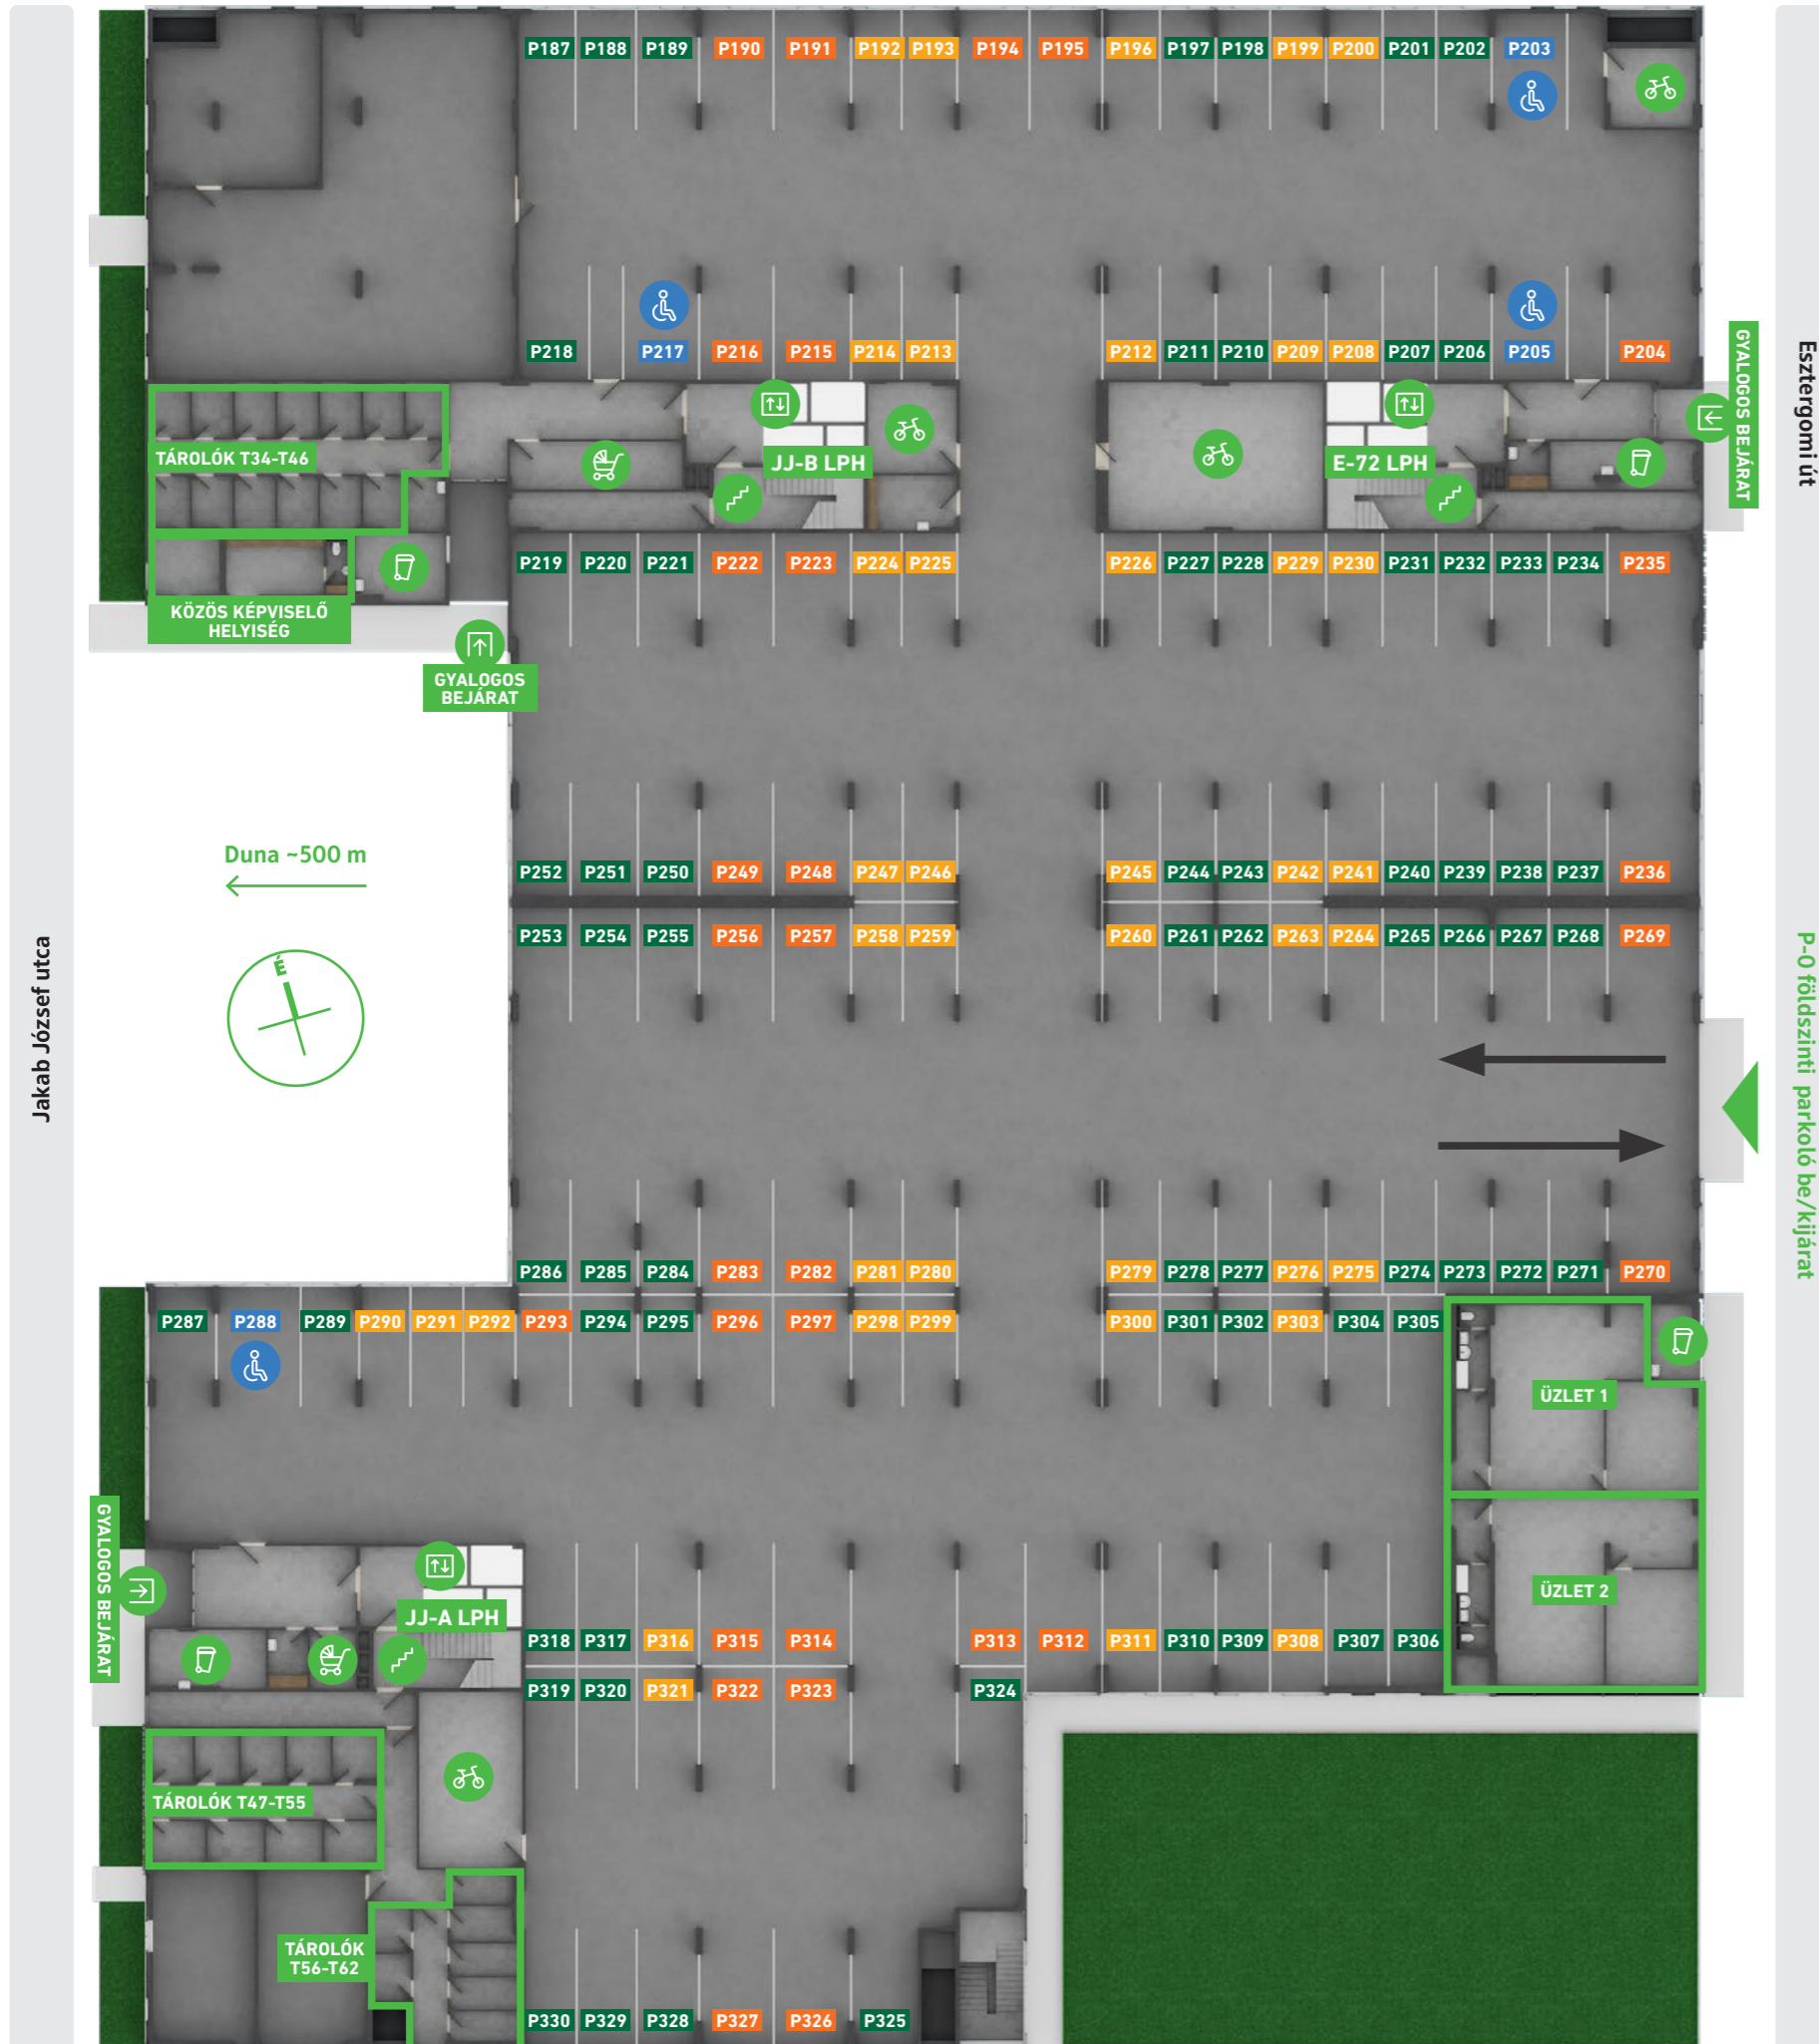 P187 P188 P189 P190 P191 P192 P193 P194 P195 P196 P197 P198 P199 P200 P201 P202 P203
P218 P217 P216 P215 P214 P213 P212 P211 P210 P209 P208 P207 P206 P205 P204
GYALOGOS BEJÁRAT
Esztergomi út
TÁROLÓK T34-T46
JJ-B LPH
E-72 LPH
P219 P220 P221 P222 P223 P224 P225 P226 P227 P228 P229 P230 P231 P232 P233 P234 P235
KÖZÖS KÉPVISELŐ
HELYISÉG
GYALOGOS
BEJÁRAT
Duna ~500 m
P252 P251 P250 P249 P248 P247 P246 P245 P244 P243 P242 P241 P240 P239 P238 P237 P236
P253 P254 P255 P256 P257 P258 P259 P260 P261 P262 P263 P264 P265 P266 P267 P268 P269
É
Jakab József utca
P-0 földszinti parkoló be/kijárat
P286 P285 P284 P283 P282 P281 P280 P279 P278 P277 P276 P275 P274 P273 P272 P271 P270
P287 P288 P289 P290 P291 P292 P293 P294 P295 P296 P297 P298 P299 P300 P301 P302 P303 P304 P305
ÜZLET 1
GYALOGOS BEJÁRAT
ÜZLET 2
JJ-A LPH
P318 P317 P316 P315 P314 P313 P312 P311 P310 P309 P308 P307 P306
P319 P320 P321 P322 P323 P324
TÁROLÓK T47-T55
TÁROLÓK
T56-T62
P330 P329 P328 P327 P326 P325